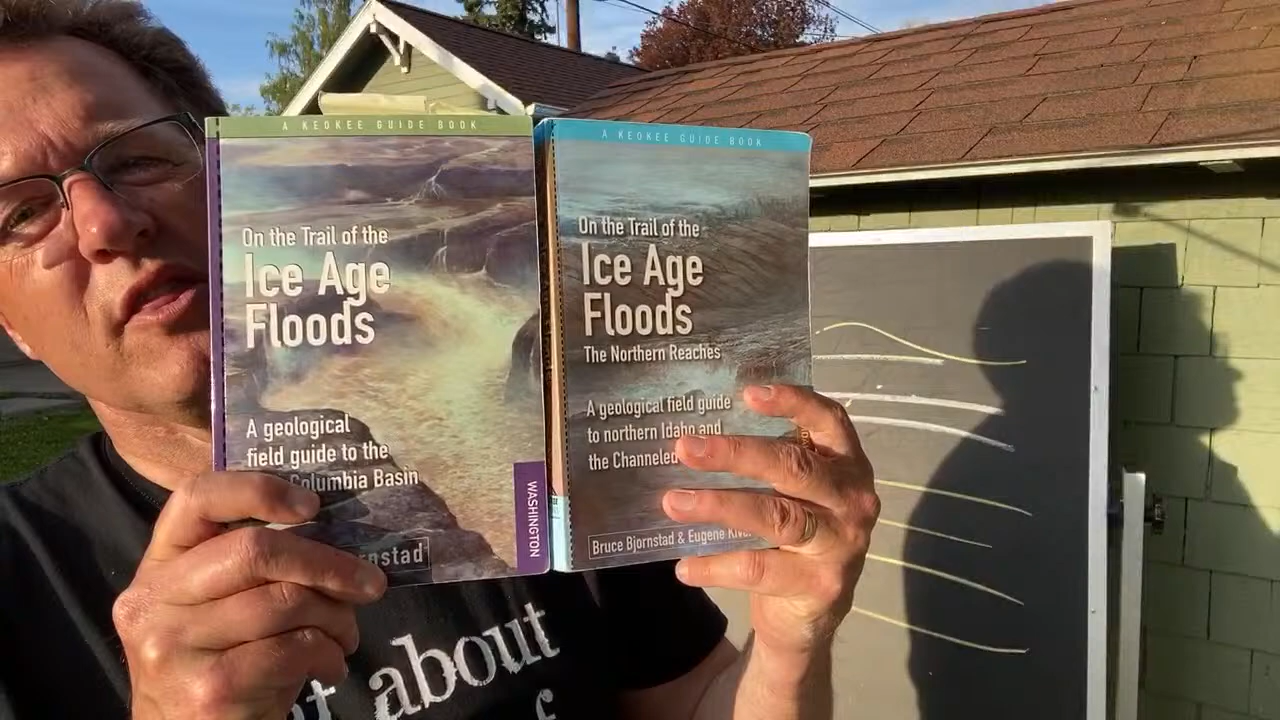 A KEOKEE GUIDE BOOK
On the Trail of the
Ice Age
Floods
A geological
field guide to the
Columbia Basin
WASHINGTON
A KEOKEE GUIDE BOOK
On the Trail of the
Ice Age
Floods
The Northern Reaches
A geological field guide
to northern Idaho and
the Channeled
Bruce Bjornstad & Eugene
about